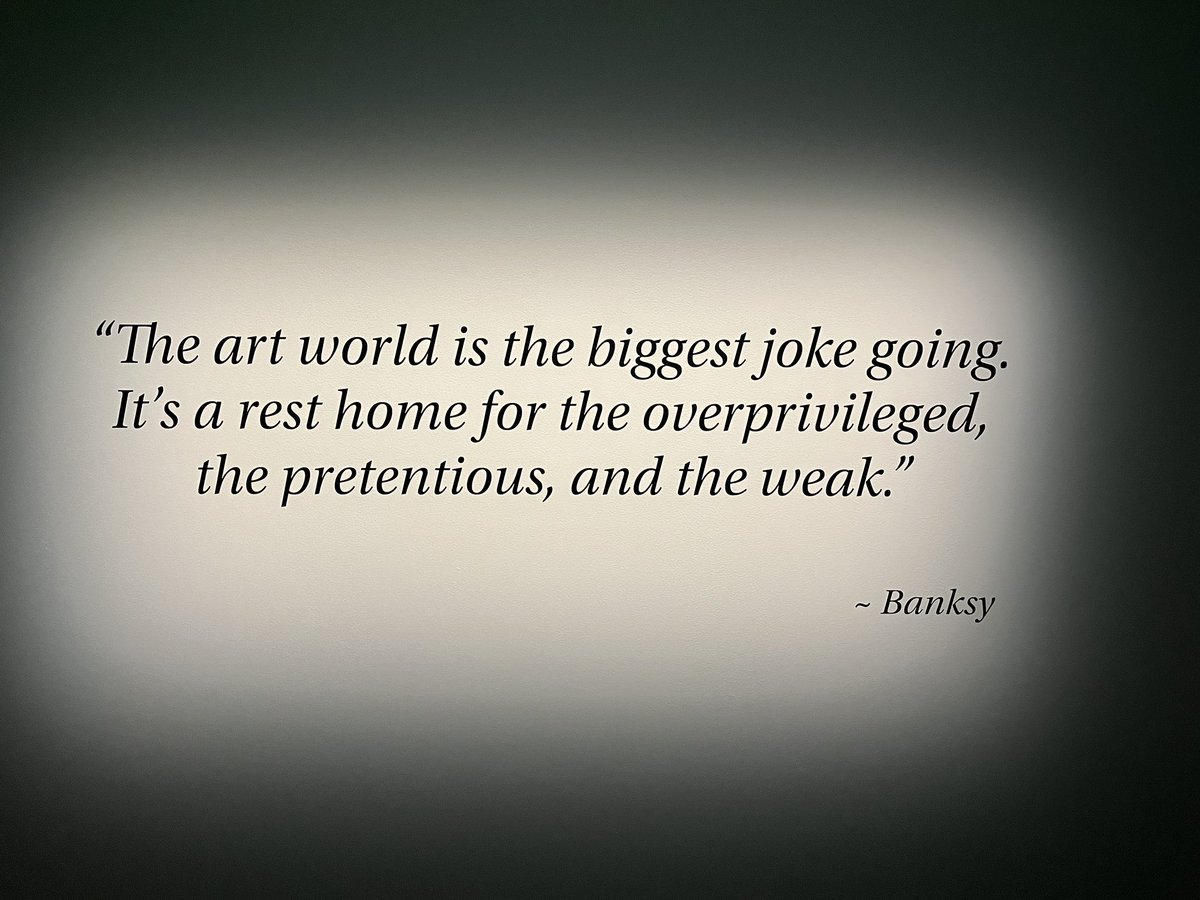 “The art world is the biggest joke going.
It’s a rest home for the overprivileged,
the pretentious, and the weak.”
~ Banksy